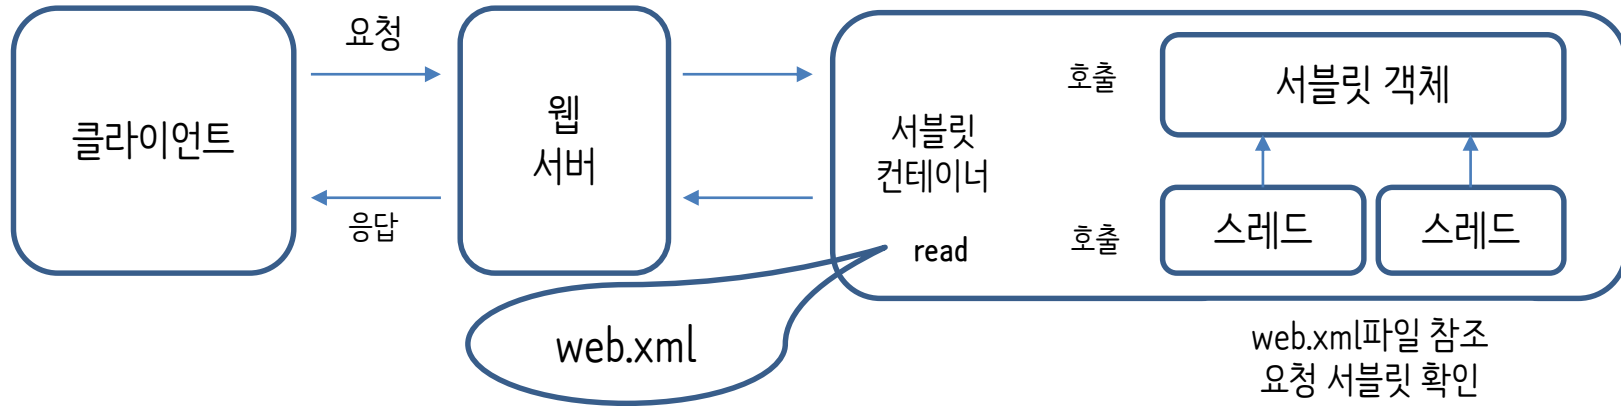 클라이언트
요청
응답
웹
서버
서블릿
컨테이너
read
호출
서블릿 객체
호출
스레드
스레드
web.xml
web.xml파일 참조
요청 서블릿 확인